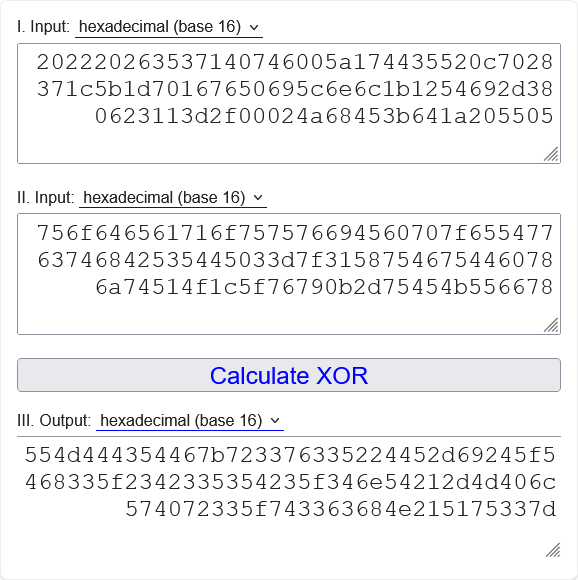 I. Input: hexadecimal (base 16)
202220263537140746005a174435520c7028
371c5b1d70167650695c6e6c1b1254692d38
0623113d2f00024a68453b641a205505
II. Input: hexadecimal (base 16)
756f646561716f757576694560707f655477
63746842535445033d7f3158754675446078
6a74514f1c5f76790b2d75454b556678
Calculate XOR
III. Output: hexadecimal (base 16)
554d444354467b723376335224452d69245f5
468335f2342335354235f346e54212d4d406c
574072335f743363684e215175337d